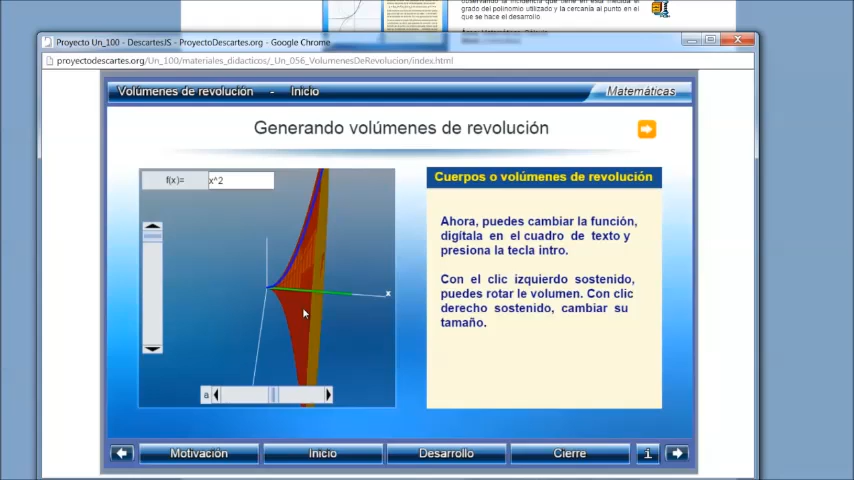 observando la incidencia que tiene en esta medida el
grado del polinomio utilizado y la cercanía al punto en el
que se hace el desarrollo.
Proyecto Un_100 - DescartesJS - ProyectoDescartes.org - Google Chrome
proyectodescartes.org/Un_100/materiales_didacticos/_Un_056_VolumenesDeRevolucion/index.html
Volúmenes de revolución - Inicio
Matemáticas
Generando volúmenes de revolución
f(x)= x^2
x
a
Cuerpos o volúmenes de revolución
Ahora, puedes cambiar la función,
digítala en el cuadro de texto y
presiona la tecla intro.
Con el clic izquierdo sostenido,
puedes rotar le volumen. Con clic
derecho sostenido, cambiar su
tamaño.
Motivación
Inicio
Desarrollo
Cierre
i